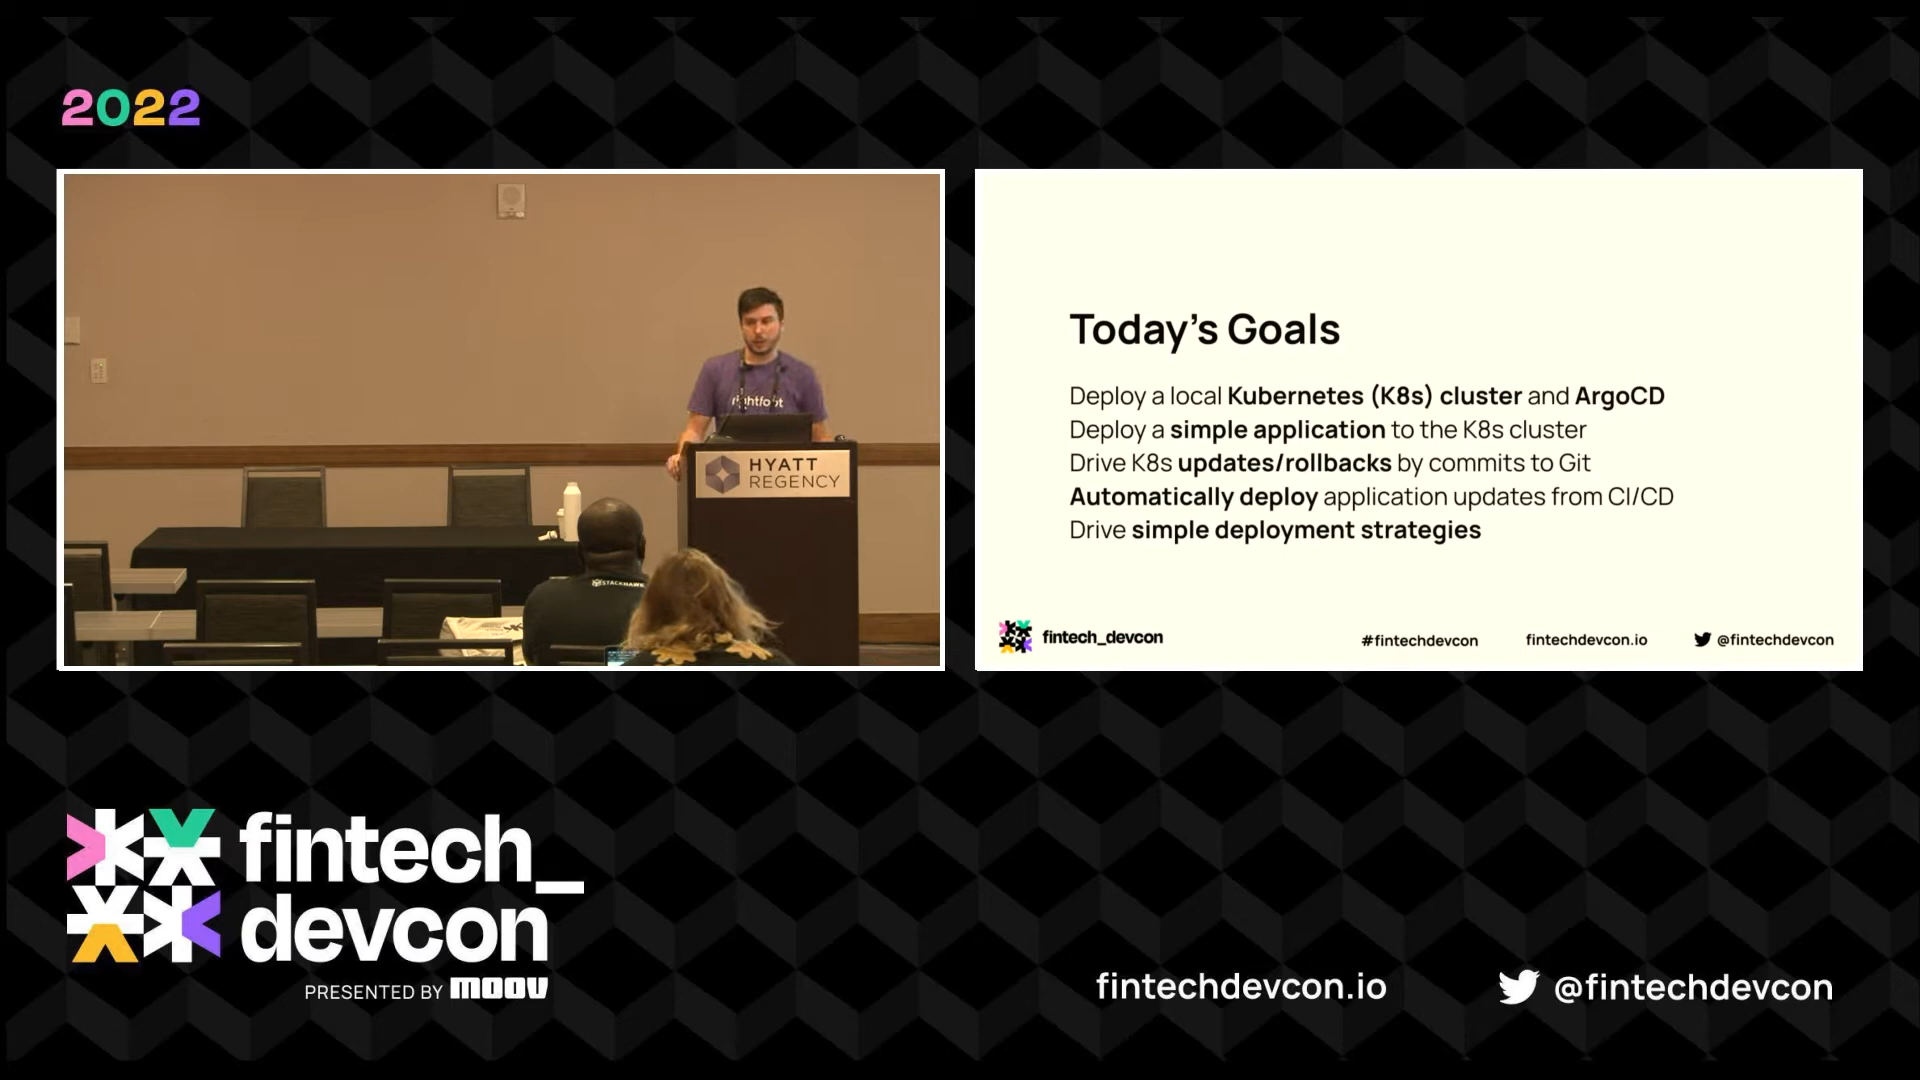 2022
rightfoot
HYATT
REGENCY
STACKHAWK
Today's Goals
Deploy a local Kubernetes (K8s) cluster and ArgoCD
Deploy a simple application to the K8s cluster
Drive K8s updates/rollbacks by commits to Git
Automatically deploy application updates from CI/CD
Drive simple deployment strategies
fintech_devcon
#fintechdevcon
fintechdevcon.io
@fintechdevcon
fintech_
devcon
PRESENTED BY moov
fintechdevcon.io
@fintechdevcon